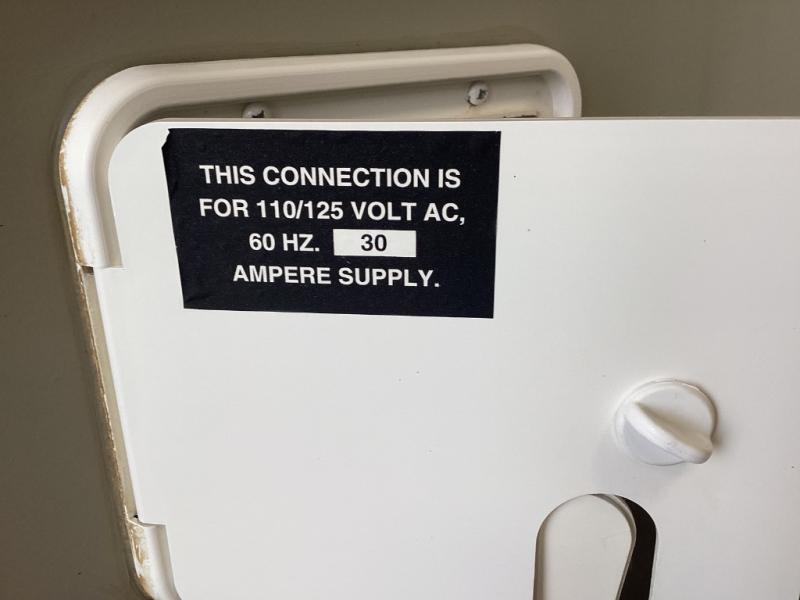 THIS CONNECTION IS
FOR 110/125 VOLT AC,
60 HZ. 30
AMPERE SUPPLY.